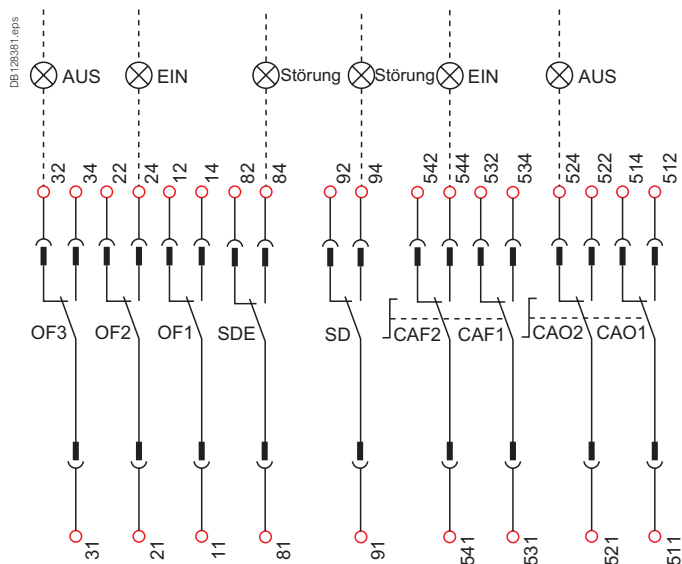 DB128381.eps
AUS
EIN
Störung
Störung
EIN
AUS
32
34
22
24
12
14
82
84
92
94
542
544
532
534
524
522
514
512
OF3
OF2
OF1
SDE
SD
CAF2
CAF1
CAO2
CAO1
31
21
11
81
91
541
531
521
511